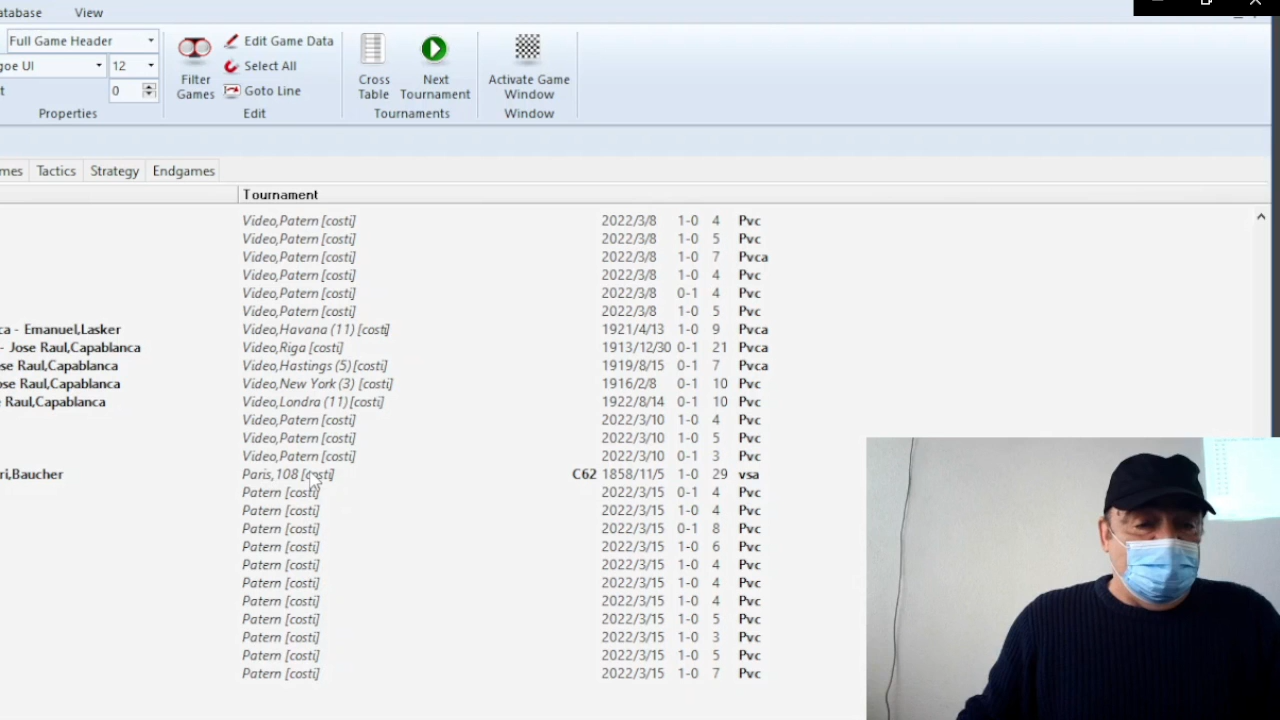 atabase View
Full Game Header
goe UI 12
t 0
Properties
Filter Games
Edit Game Data
Select All
Goto Line
Edit
Cross Table
Next Tournament
Tournaments
Activate Game Window
Window
mes Tactics Strategy Endgames
Tournament
Video,Patern [costi] 2022/3/8 1-0 4 Pvc
Video,Patern [costi] 2022/3/8 1-0 5 Pvc
Video,Patern [costi] 2022/3/8 1-0 7 Pvca
Video,Patern [costi] 2022/3/8 1-0 4 Pvc
Video,Patern [costi] 2022/3/8 0-1 4 Pvc
Video,Patern [costi] 2022/3/8 1-0 5 Pvc
ca - Emanuel,Lasker Video,Havana (11) [costi] 1921/4/13 1-0 9 Pvca
- Jose Raul,Capablanca Video,Riga [costi] 1913/12/30 0-1 21 Pvca
se Raul,Capablanca Video,Hastings (5) [costi] 1919/8/15 0-1 7 Pvca
ose Raul,Capablanca Video,New York (3) [costi] 1916/2/8 0-1 10 Pvc
e Raul,Capablanca Video,Londra (11) [costi] 1922/8/14 0-1 10 Pvc
Video,Patern [costi] 2022/3/10 1-0 4 Pvc
Video,Patern [costi] 2022/3/10 1-0 5 Pvc
Video,Patern [costi] 2022/3/10 0-1 3 Pvc
ri,Baucher Paris,108 [costi] C62 1858/11/5 1-0 29 vsa
Patern [costi] 2022/3/15 0-1 4 Pvc
Patern [costi] 2022/3/15 1-0 4 Pvc
Patern [costi] 2022/3/15 0-1 8 Pvc
Patern [costi] 2022/3/15 1-0 6 Pvc
Patern [costi] 2022/3/15 1-0 4 Pvc
Patern [costi] 2022/3/15 1-0 4 Pvc
Patern [costi] 2022/3/15 1-0 4 Pvc
Patern [costi] 2022/3/15 1-0 5 Pvc
Patern [costi] 2022/3/15 1-0 3 Pvc
Patern [costi] 2022/3/15 1-0 5 Pvc
Patern [costi] 2022/3/15 1-0 7 Pvc